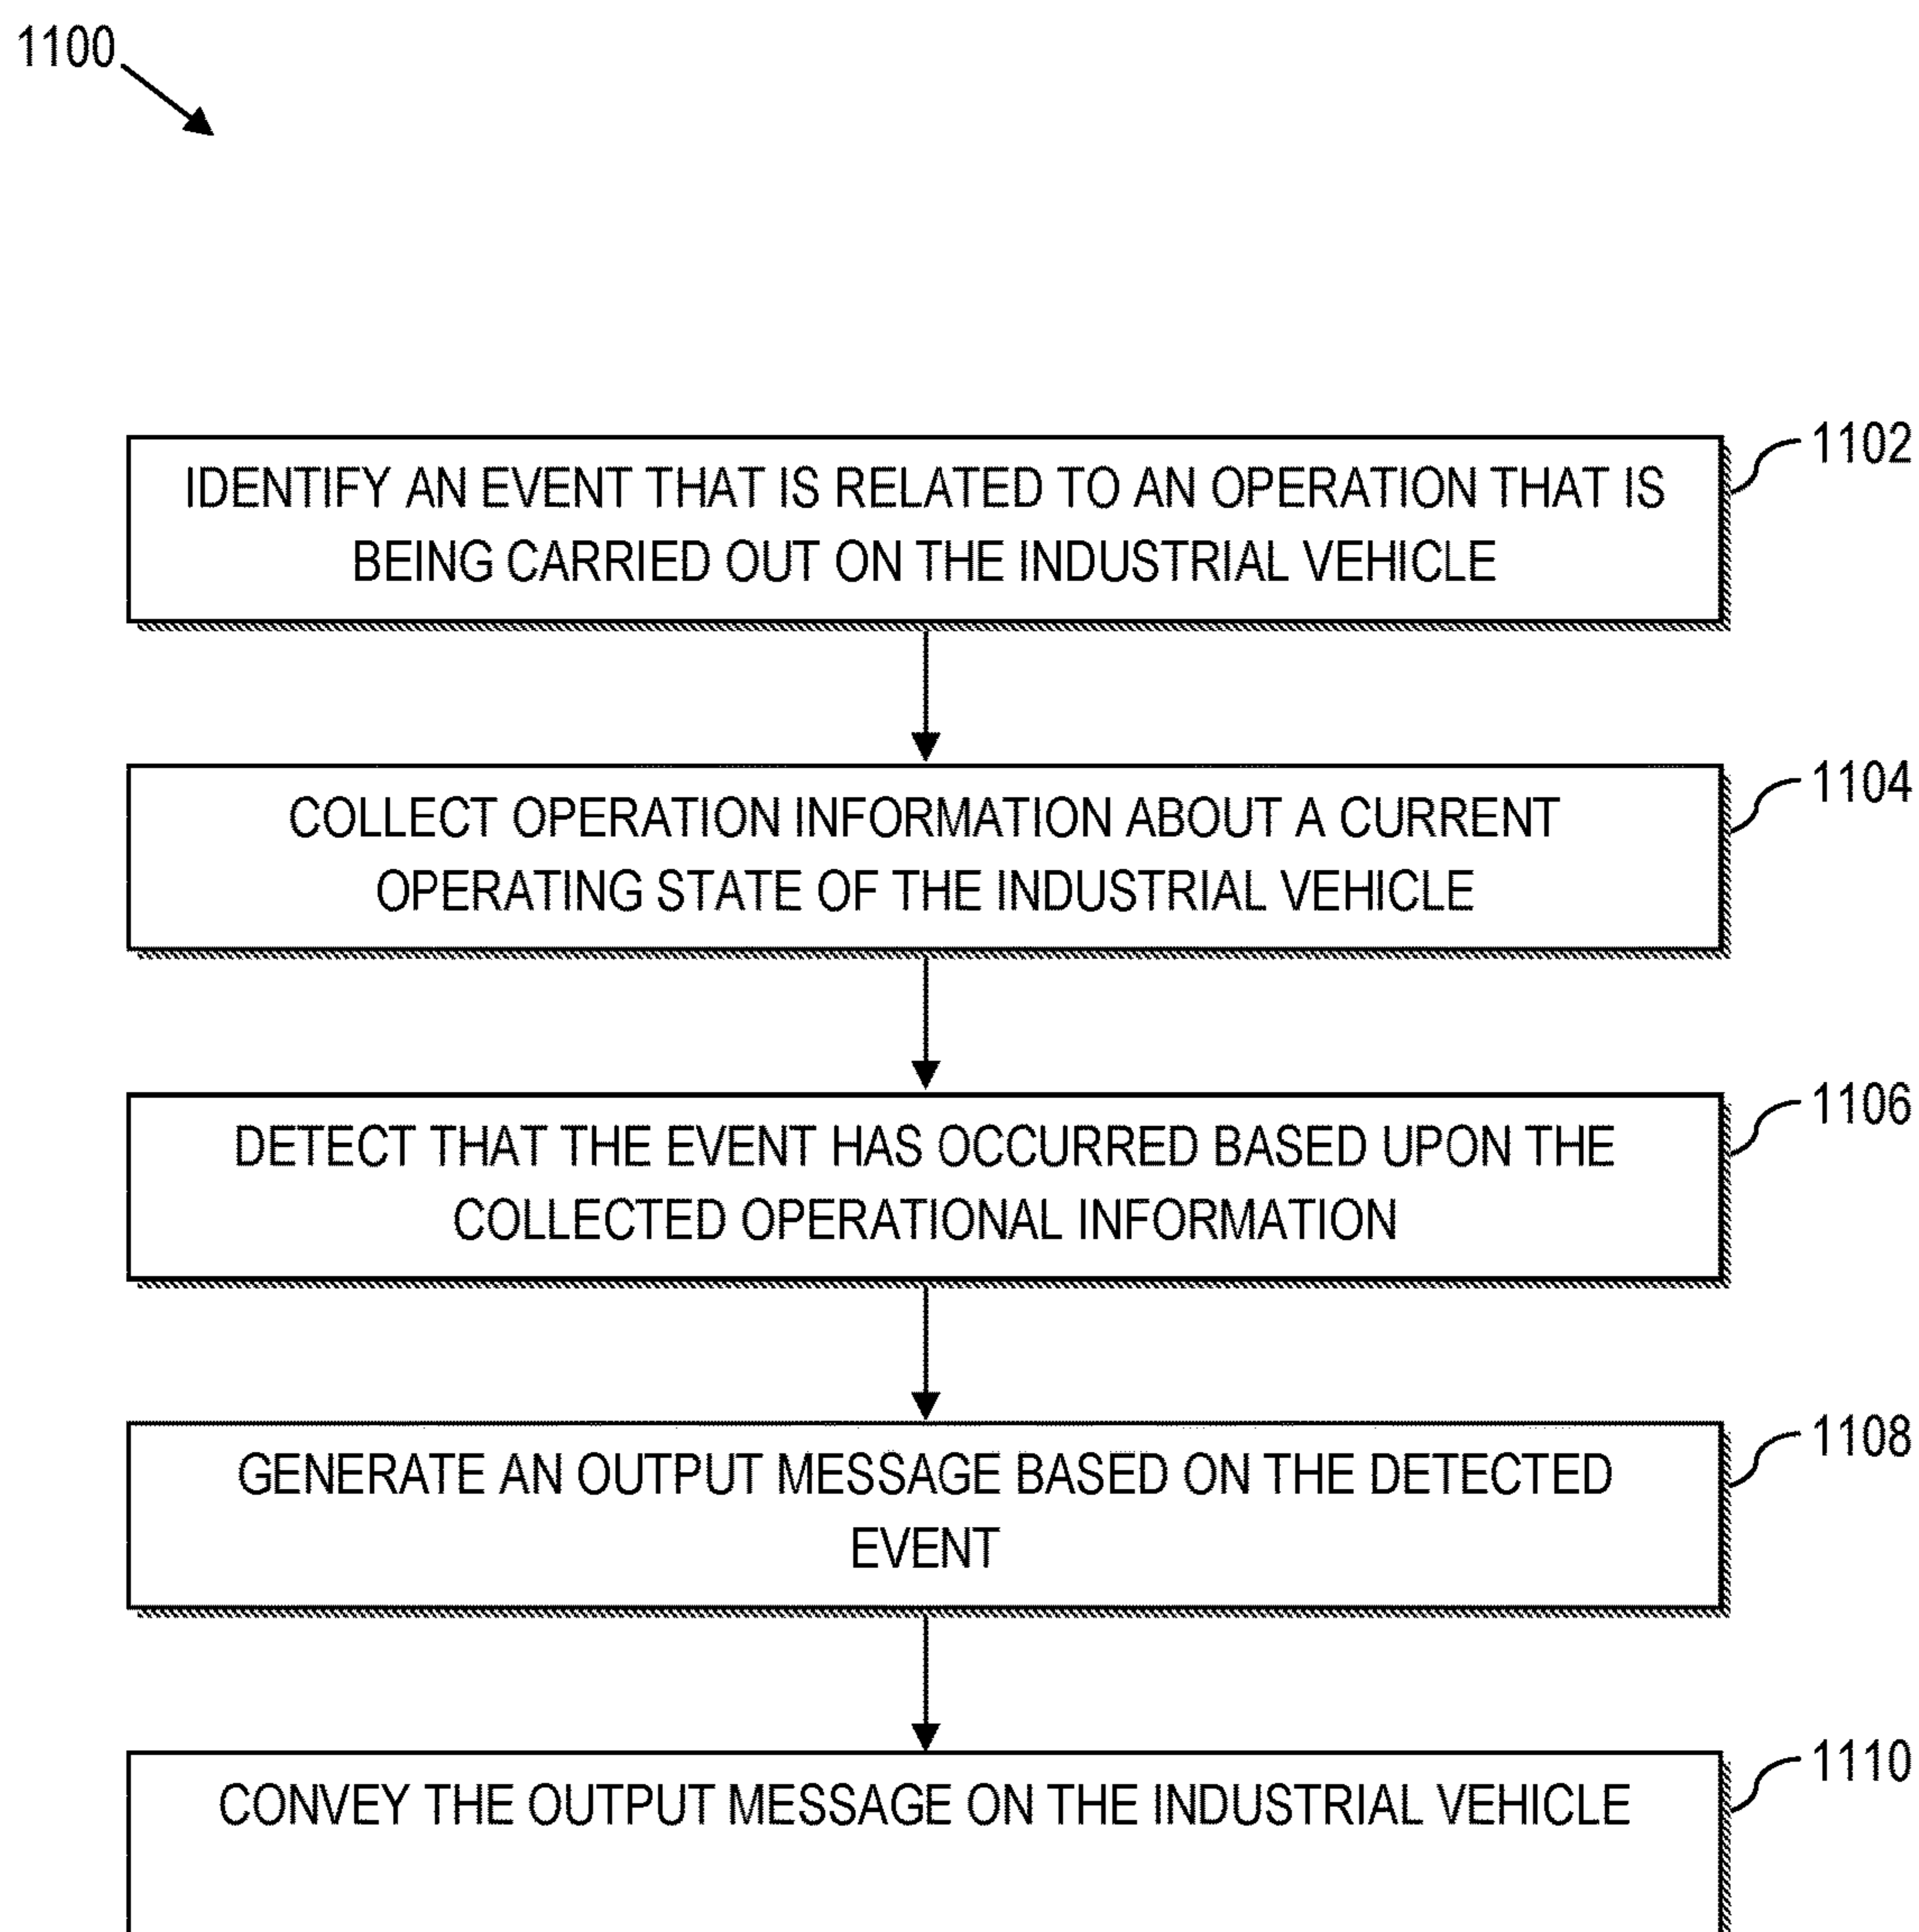 1100
1102
IDENTIFY AN EVENT THAT IS RELATED TO AN OPERATION THAT IS
BEING CARRIED OUT ON THE INDUSTRIAL VEHICLE
1104
COLLECT OPERATION INFORMATION ABOUT A CURRENT
OPERATING STATE OF THE INDUSTRIAL VEHICLE
1106
DETECT THAT THE EVENT HAS OCCURRED BASED UPON THE
COLLECTED OPERATIONAL INFORMATION
1108
GENERATE AN OUTPUT MESSAGE BASED ON THE DETECTED
EVENT
1110
CONVEY THE OUTPUT MESSAGE ON THE INDUSTRIAL VEHICLE